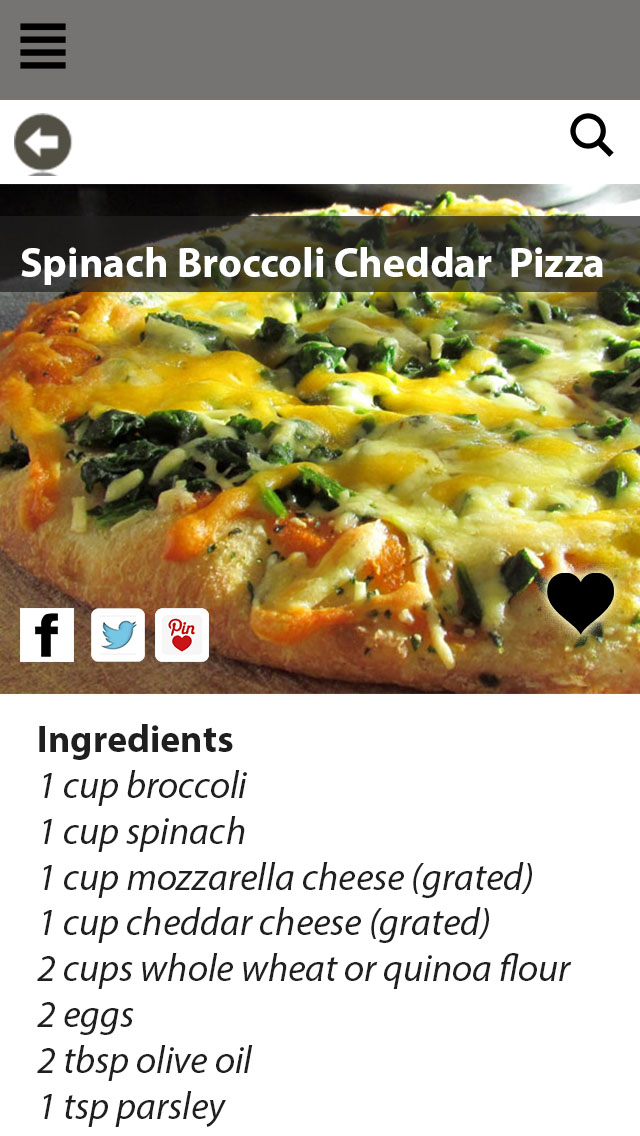 Spinach Broccoli Cheddar Pizza
f
Pin
Ingredients
1 cup broccoli
1 cup spinach
1 cup mozzarella cheese (grated)
1 cup cheddar cheese (grated)
2 cups whole wheat or quinoa flour
2 eggs
2 tbsp olive oil
1 tsp parsley